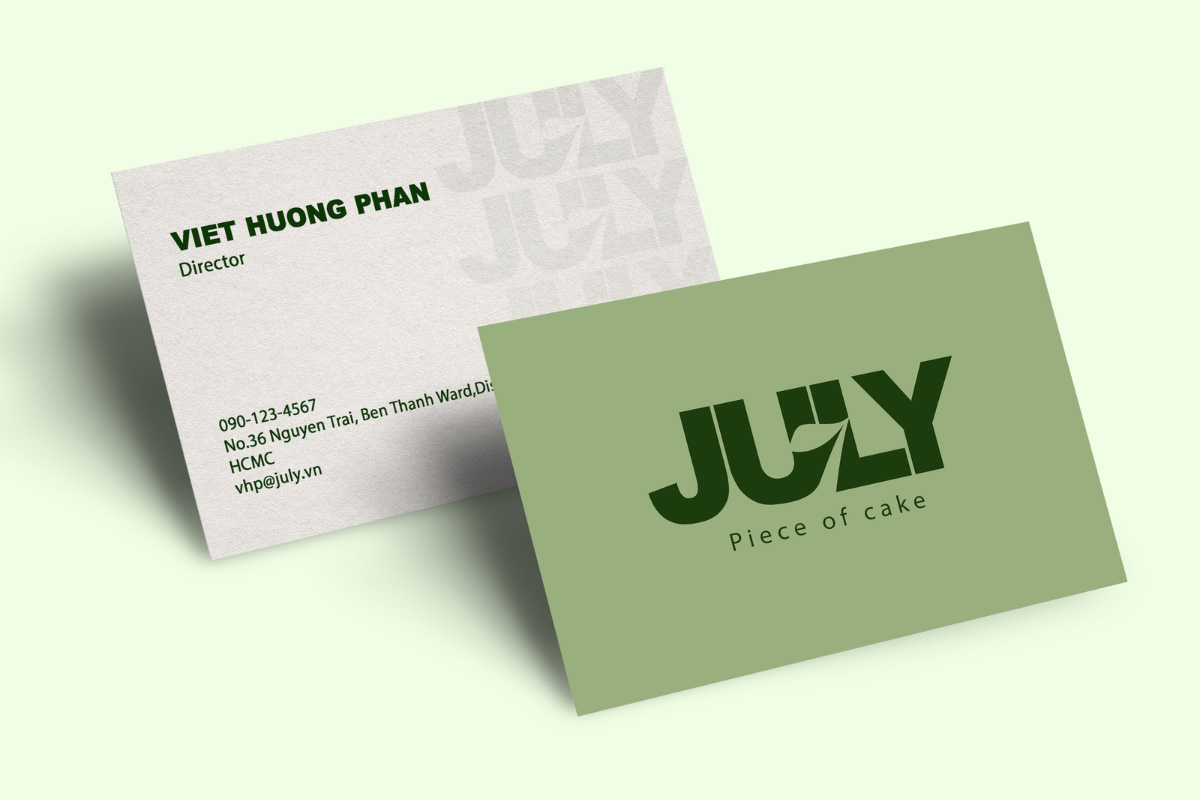 JULY
JULY
JULY
VIET HUONG PHAN
Director
090-123-4567
No.36 Nguyen Trai, Ben Thanh Ward,Dis
HCMC
vhp@july.vn
JULY
Piece of cake